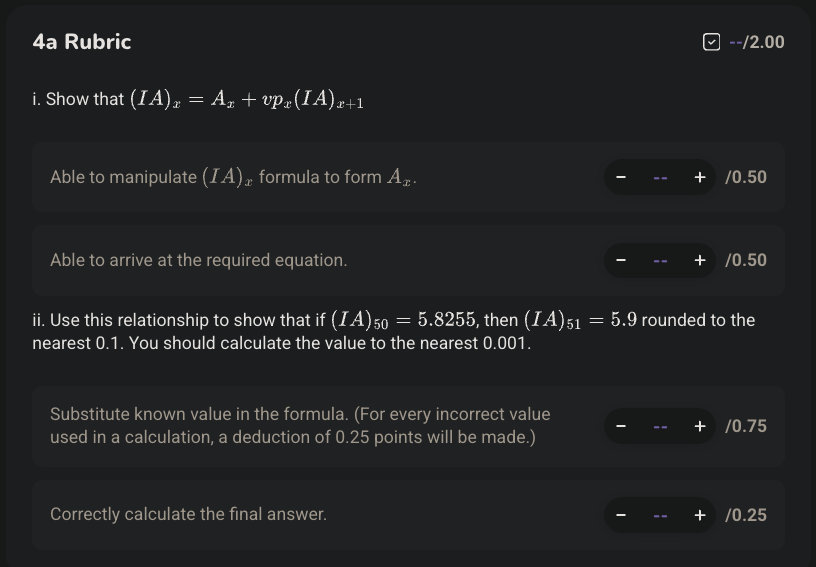 4a Rubric
--/2.00
i. Show that $(IA)_x = A_x + vp_x(IA)_{x+1}$
Able to manipulate $(IA)_x$ formula to form $A_x$.
− -- + /0.50
Able to arrive at the required equation.
− -- + /0.50
ii. Use this relationship to show that if $(IA)_{50} = 5.8255$, then $(IA)_{51} = 5.9$ rounded to the
nearest 0.1. You should calculate the value to the nearest 0.001.
Substitute known value in the formula. (For every incorrect value
used in a calculation, a deduction of 0.25 points will be made.)
− -- + /0.75
Correctly calculate the final answer.
− -- + /0.25